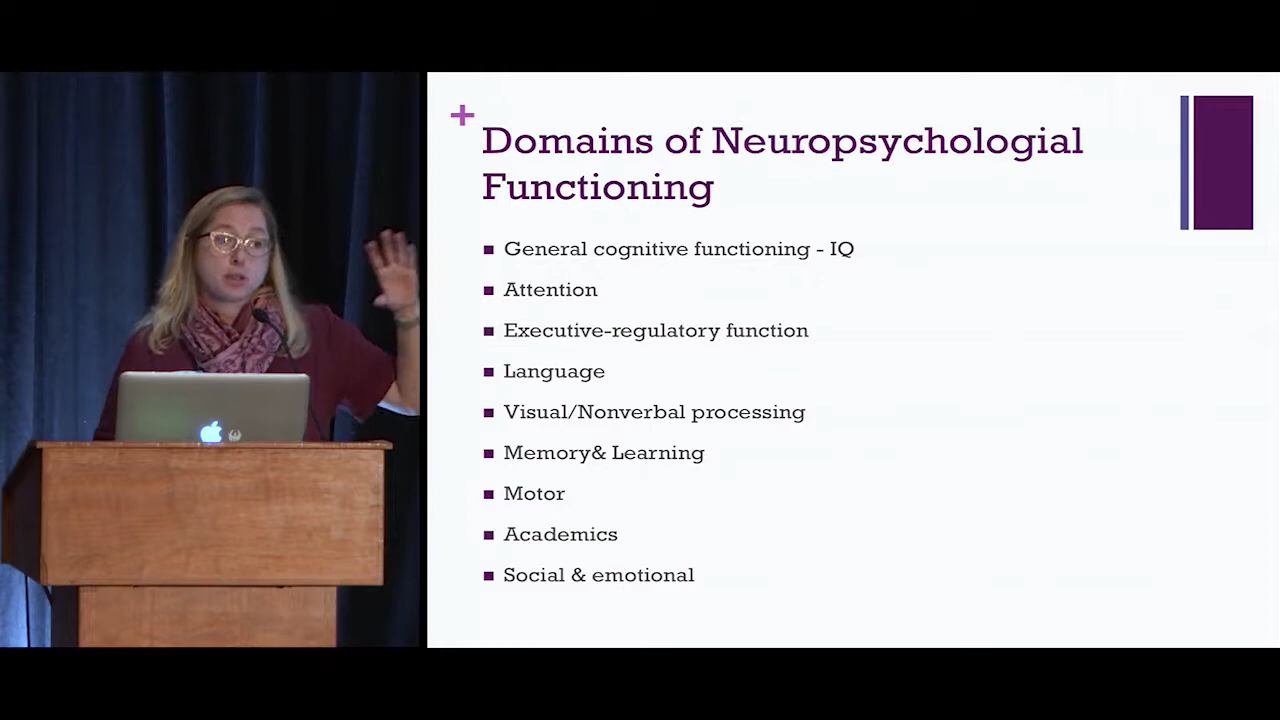 +
Domains of Neuropsychologial
Functioning
General cognitive functioning - IQ
Attention
Executive-regulatory function
Language
Visual/Nonverbal processing
Memory& Learning
Motor
Academics
Social & emotional